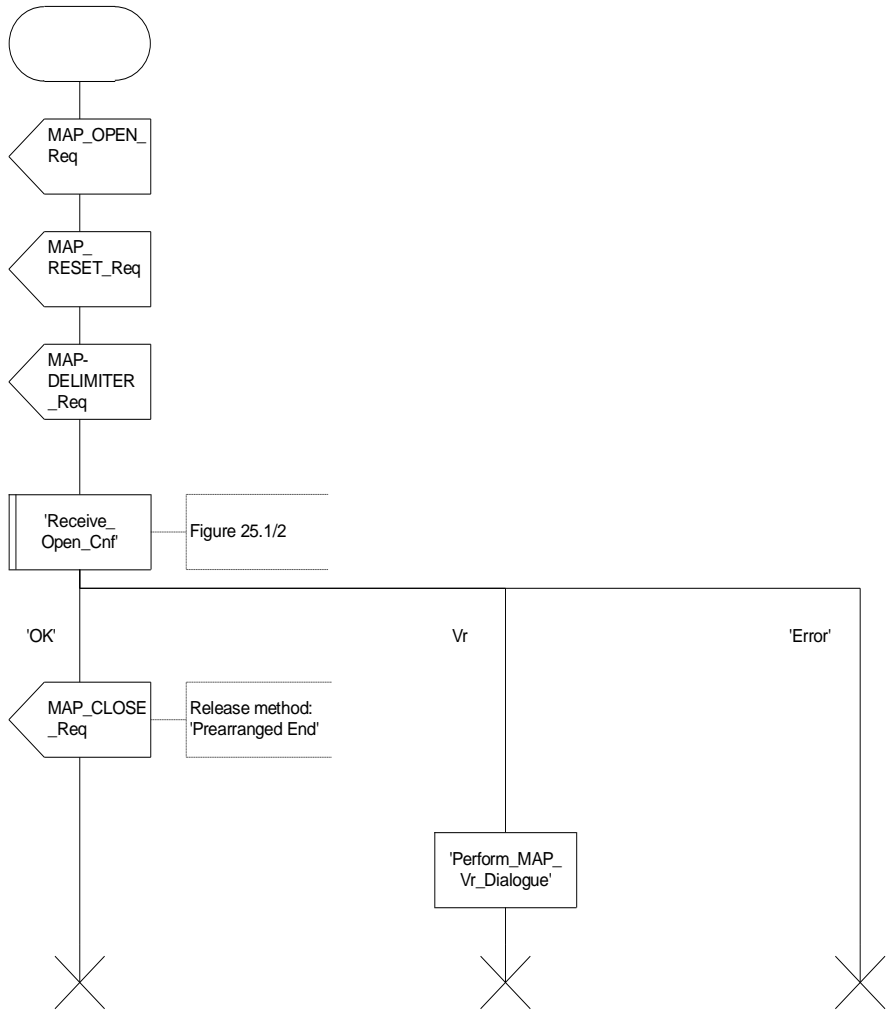 MAP_OPEN_
Req
MAP_
RESET_Req
MAP-
DELIMITER
_Req
'Receive_
Open_Cnf'
Figure 25.1/2
'OK'
Vr
'Error'
MAP_CLOSE
_Req
Release method:
'Prearranged End'
'Perform_MAP_
Vr_Dialogue'